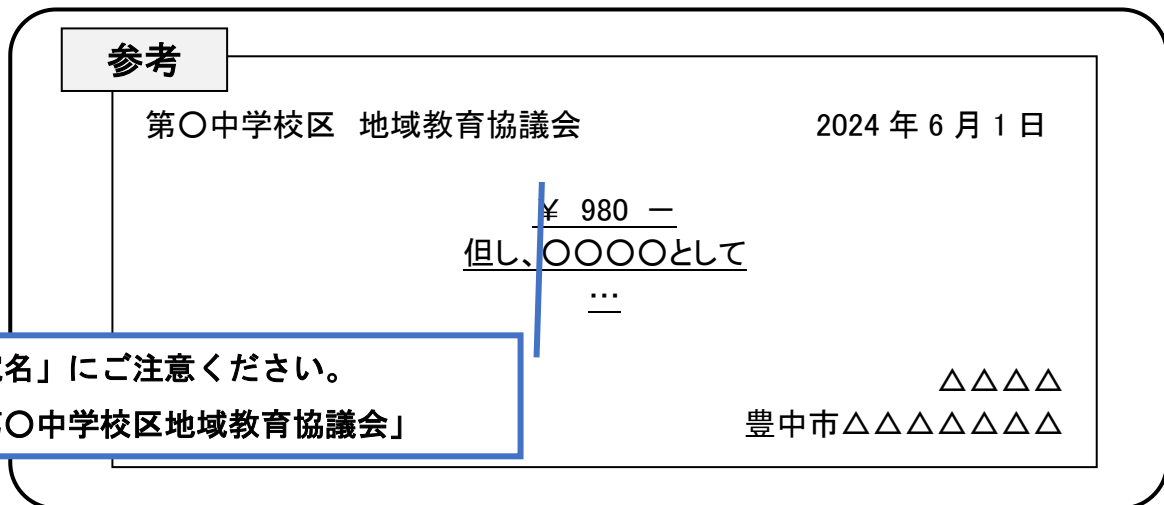 参考
第〇中学校区 地域教育協議会 2024 年 6 月 1 日
¥ 980 －
但し、〇〇〇〇として
…
名」にご注意ください。
〇中学校区地域教育協議会」
△△△△
豊中市△△△△△△△